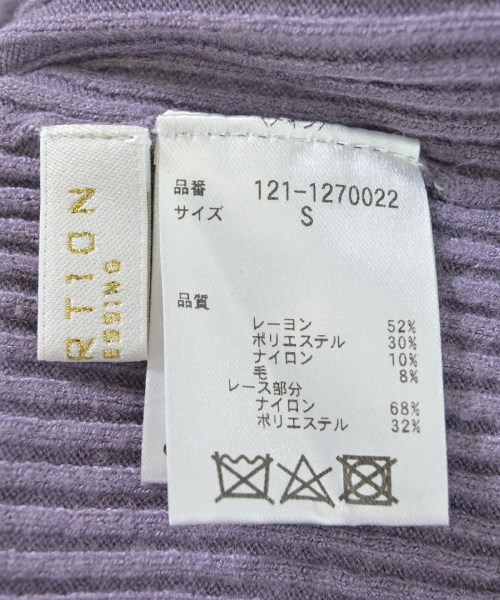 品番 121-1270022
サイズ S
品質
レーヨン 52%
ポリエステル 30%
ナイロン 10%
毛 8%
レース部分
ナイロン 68%
ポリエステル 32%
RTION